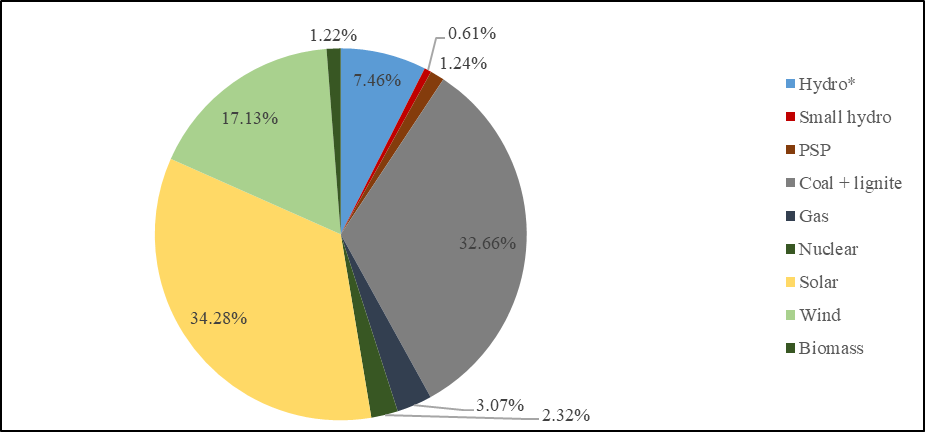 1.22%
0.61%
1.24%
7.46%
17.13%
32.66%
34.28%
3.07%
2.32%
Hydro*
Small hydro
PSP
Coal + lignite
Gas
Nuclear
Solar
Wind
Biomass